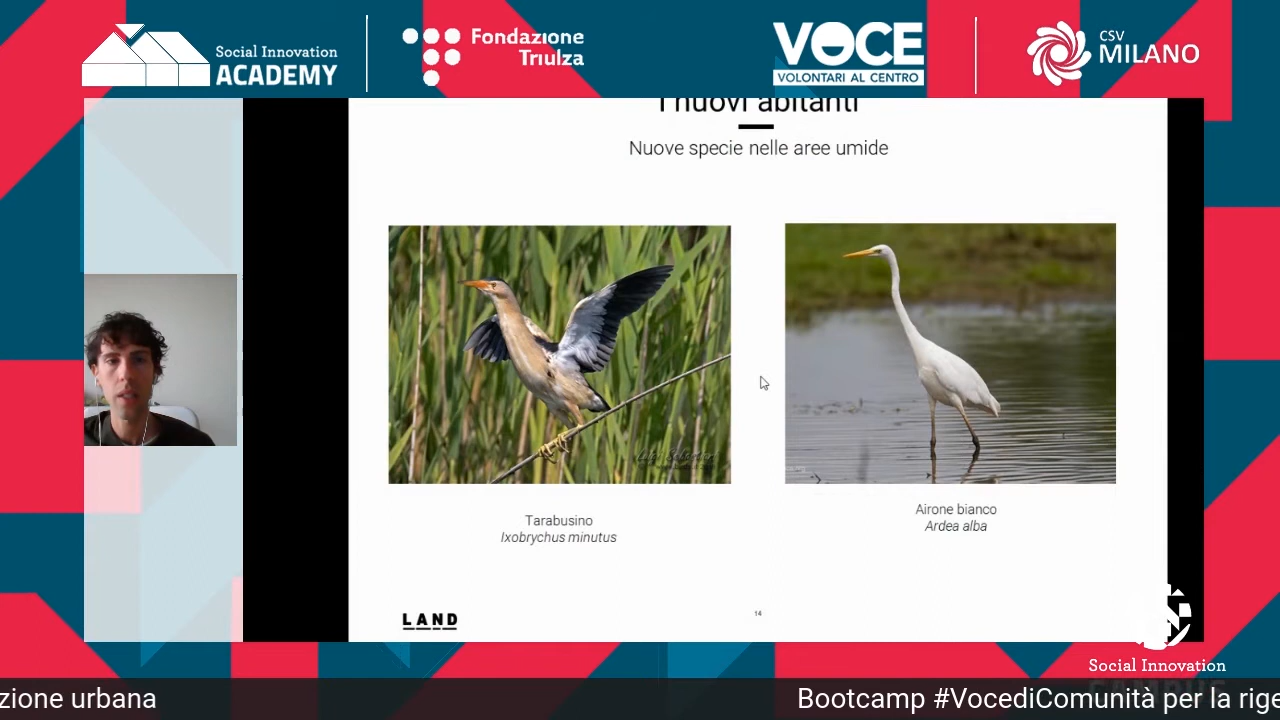 Social Innovation
ACADEMY
Fondazione
Triulza
VOCE
VOLONTARI AL CENTRO
CSV
MILANO
I nuovi abitanti
Nuove specie nelle aree umide
Tarabusino
Ixobrychus minutus
Airone bianco
Ardea alba
LAND
14
Social Innovation
zione urbana
Bootcamp #VocediComunità per la rige